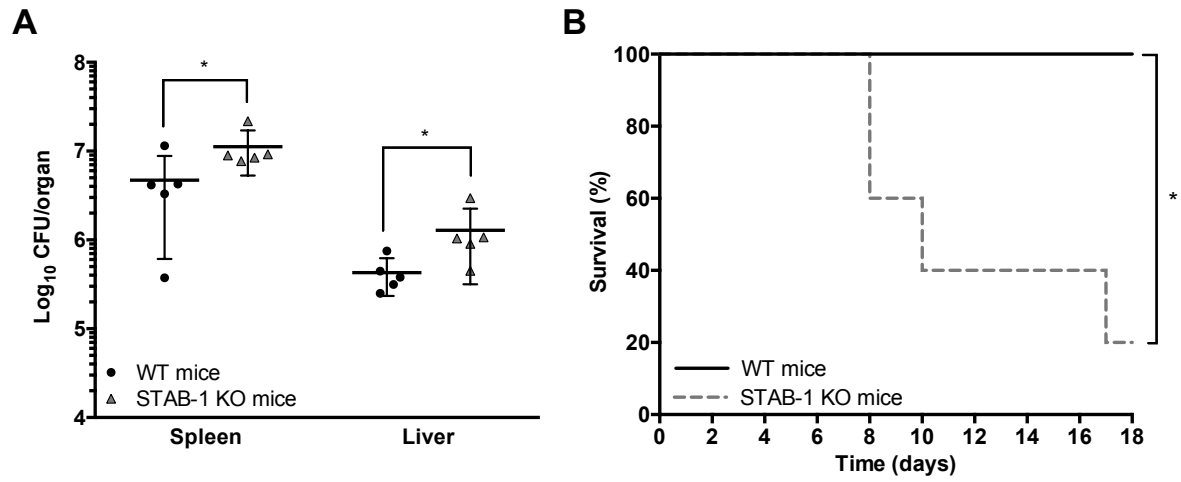 A
Log10 CFU/organ
8
7
6
5
4
*
*
WT mice
STAB-1 KO mice
Spleen
Liver
B
Survival (%)
100
80
60
40
20
0
*
WT mice
STAB-1 KO mice
0 2 4 6 8 10 12 14 16 18
Time (days)